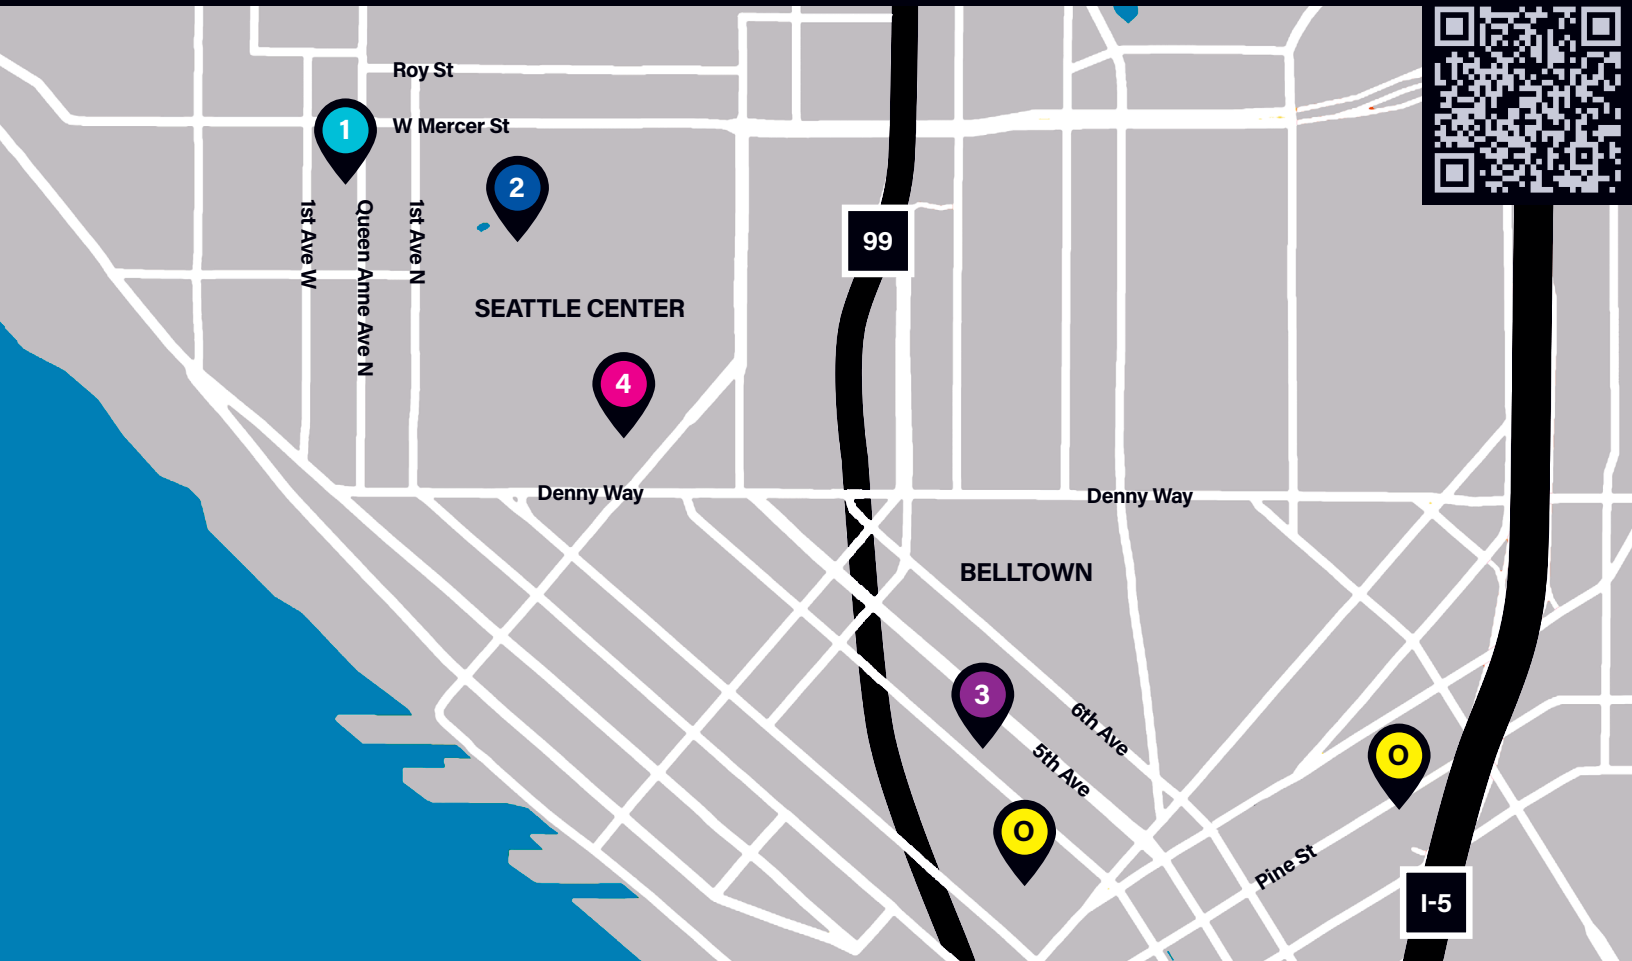 Roy St
1
W Mercer St
2
1st Ave W
Queen Anne Ave N
1st Ave N
99
SEATTLE CENTER
4
Denny Way
Denny Way
BELLTOWN
3
6th Ave
5th Ave
O
O
Pine St
I-5